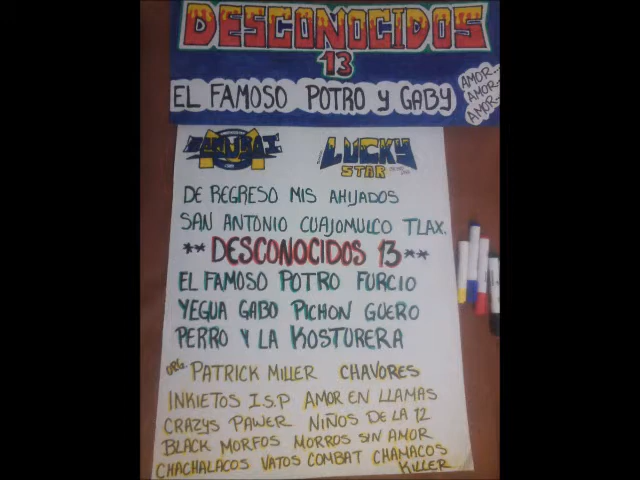 DESCONOCIDOS
13
EL FAMOSO POTRO Y GABY
AMOR...
AMOR-
AMOR-
SAMURAI
LUCKY
STAR
DE REGRESO MIS AHIJADOS
SAN ANTONIO CUAJOMULCO TLAX.
** DESCONOCIDOS 13 **
EL FAMOSO POTRO FURCIO
YEGUA GABO PICHON GUERO
PERRO Y LA KOSTURERA
ORG. PATRICK MILLER CHAVORES
INKIETOS I.S.P AMOR EN LLAMAS
CRAZYS PAWER NIÑOS DE LA 12
BLACK MORFOS MORROS SIN AMOR
CHACHALACOS VATOS COMBAT CHAMACOS
KILLER